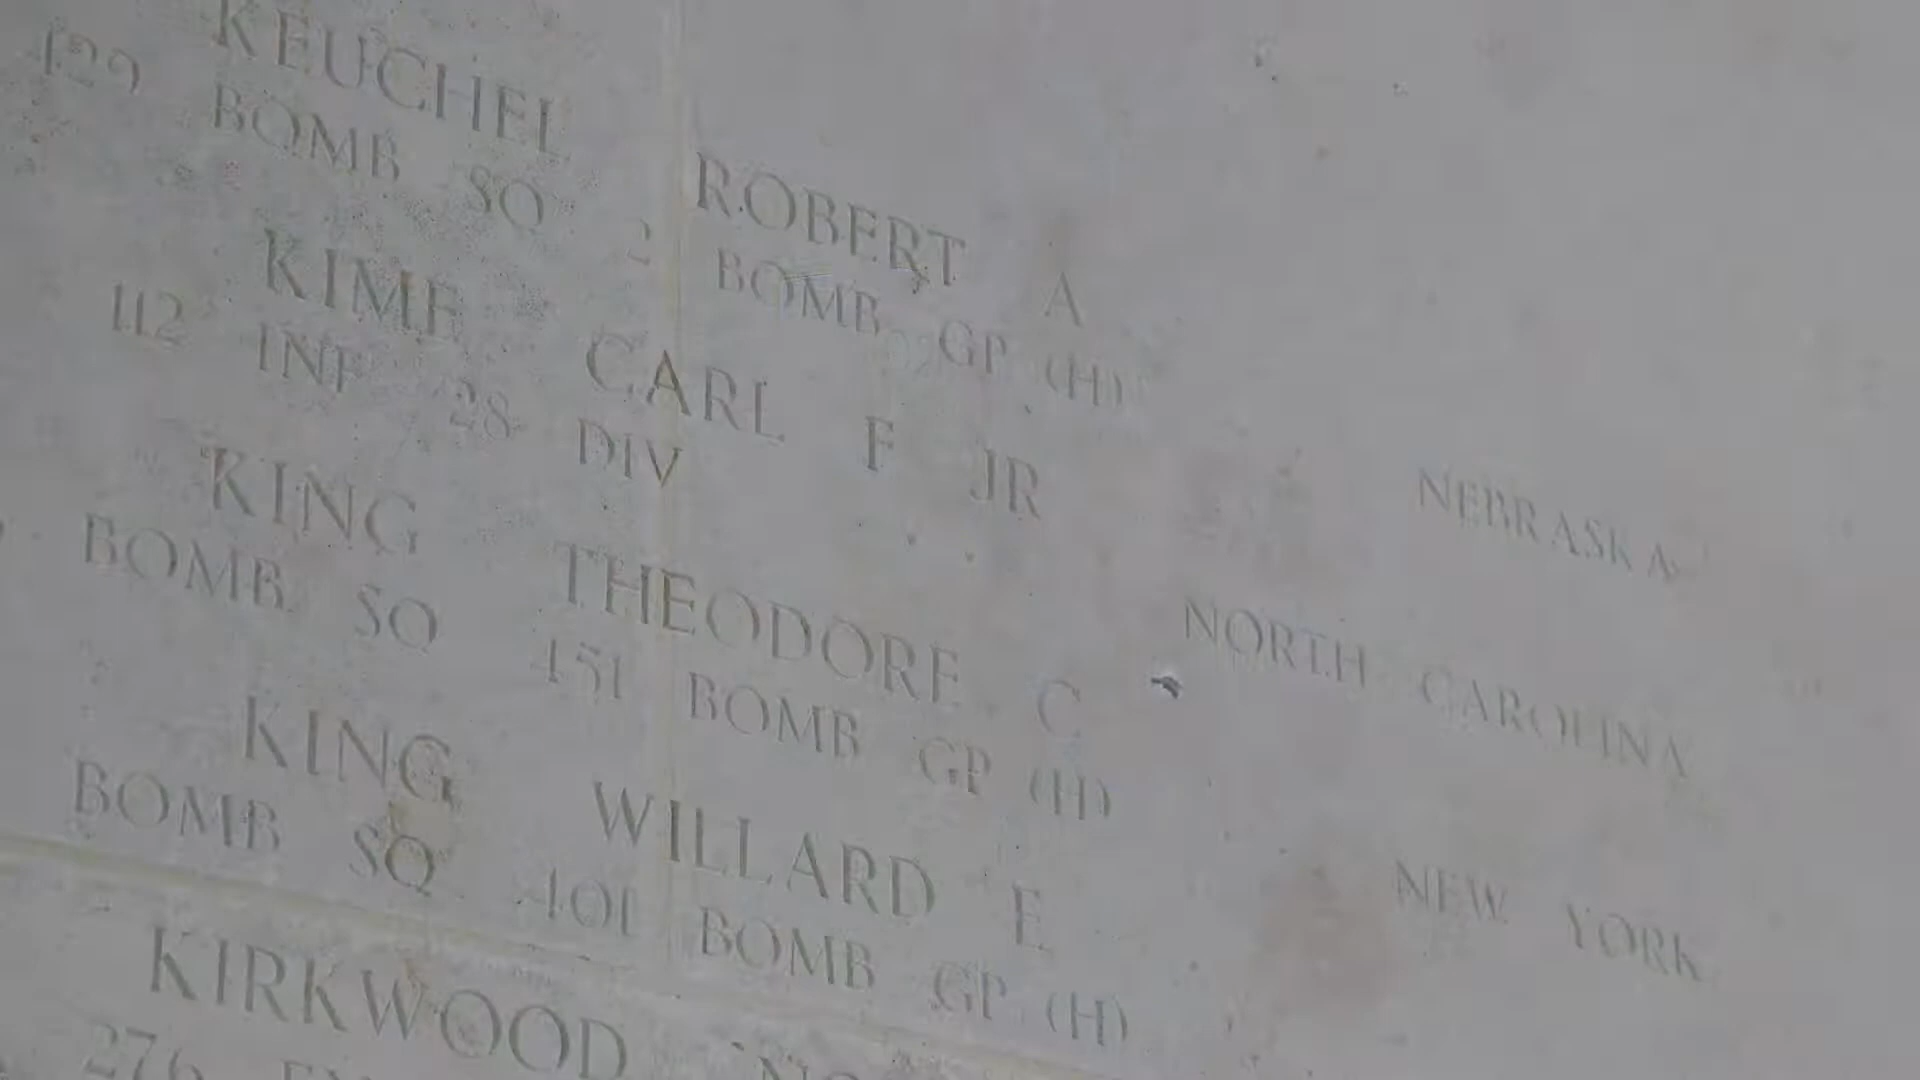 KEUCHEL ROBERT A
429 BOMB SQ 2 BOMB GP (H) NEBRASKA
KIME CARL F JR
112 INF 28 DIV NORTH CAROLINA
KING THEODORE C
BOMB SQ 451 BOMB GP (H) NEW YORK
KING WILLARD E
BOMB SQ 401 BOMB GP (H)
KIRKWOOD
276